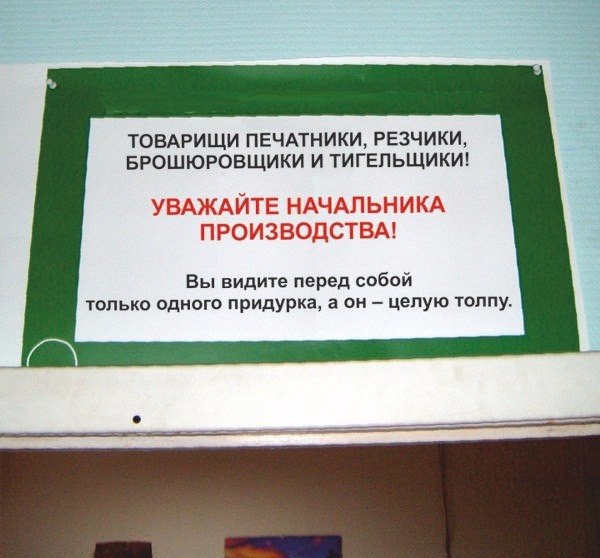 ТОВАРИЩИ ПЕЧАТНИКИ, РЕЗЧИКИ,
БРОШЮРОВЩИКИ И ТИГЕЛЬЩИКИ!
УВАЖАЙТЕ НАЧАЛЬНИКА
ПРОИЗВОДСТВА!
Вы видите перед собой
только одного придурка, а он – целую толпу.